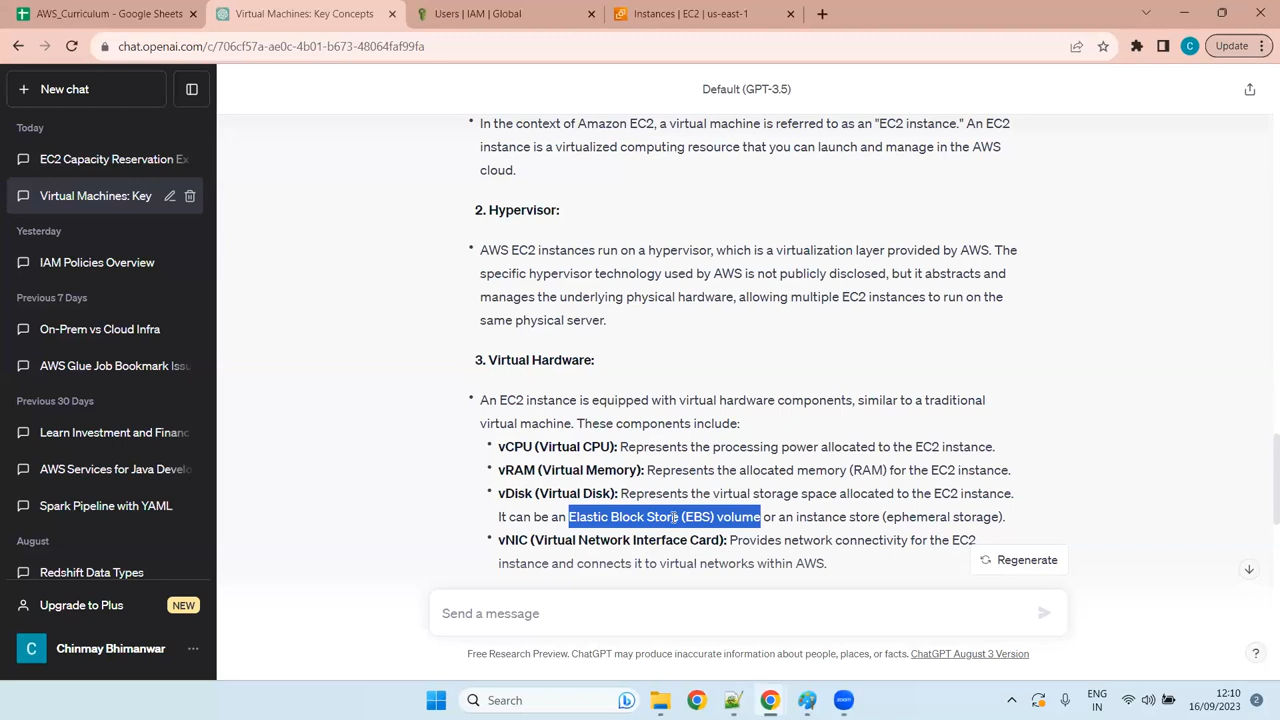 AWS_Curriculum - Google Sheets
Virtual Machines: Key Concepts
Users | IAM | Global
Instances | EC2 | us-east-1
chat.openai.com/c/706cf57a-ae0c-4b01-b673-48064faf99fa
C
Update
New chat
Default (GPT-3.5)
Today
EC2 Capacity Reservation Ex
Virtual Machines: Key
Yesterday
IAM Policies Overview
Previous 7 Days
On-Prem vs Cloud Infra
AWS Glue Job Bookmark Issu
Previous 30 Days
Learn Investment and Financ
AWS Services for Java Develo
Spark Pipeline with YAML
August
Redshift Data Types
Upgrade to Plus
NEW
C
Chinmay Bhimanwar
• In the context of Amazon EC2, a virtual machine is referred to as an "EC2 instance." An EC2
instance is a virtualized computing resource that you can launch and manage in the AWS
cloud.
2. Hypervisor:
• AWS EC2 instances run on a hypervisor, which is a virtualization layer provided by AWS. The
specific hypervisor technology used by AWS is not publicly disclosed, but it abstracts and
manages the underlying physical hardware, allowing multiple EC2 instances to run on the
same physical server.
3. Virtual Hardware:
• An EC2 instance is equipped with virtual hardware components, similar to a traditional
virtual machine. These components include:
• vCPU (Virtual CPU): Represents the processing power allocated to the EC2 instance.
• vRAM (Virtual Memory): Represents the allocated memory (RAM) for the EC2 instance.
• vDisk (Virtual Disk): Represents the virtual storage space allocated to the EC2 instance.
It can be an Elastic Block Store (EBS) volume or an instance store (ephemeral storage).
• vNIC (Virtual Network Interface Card): Provides network connectivity for the EC2
instance and connects it to virtual networks within AWS.
Regenerate
Send a message
Free Research Preview. ChatGPT may produce inaccurate information about people, places, or facts. ChatGPT August 3 Version
?
Search
ENG
IN
12:10
16/09/2023
2
zoom